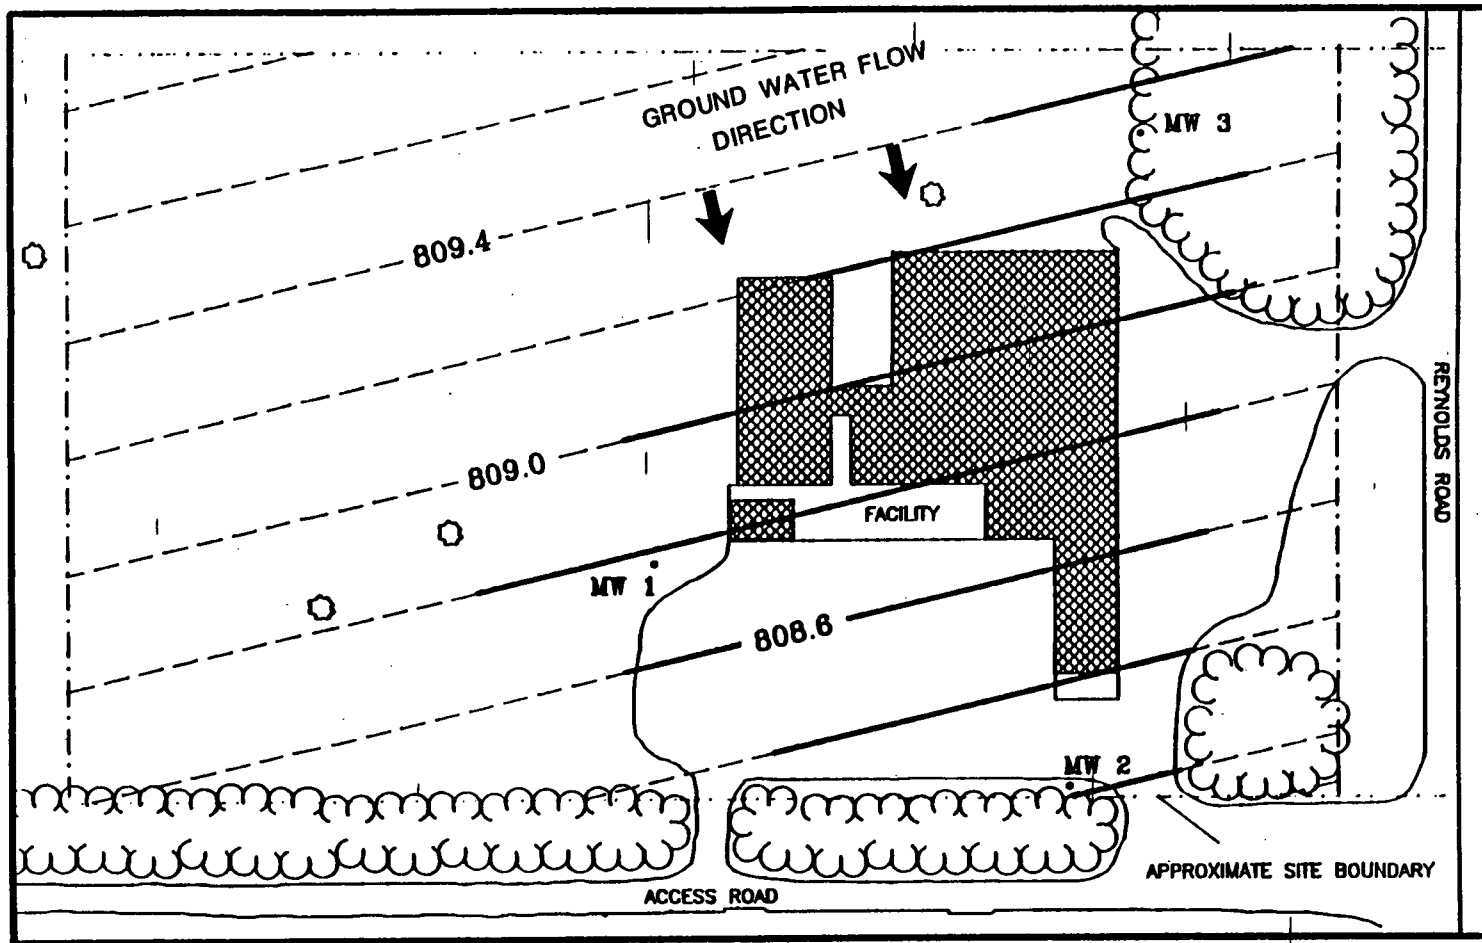 GROUND WATER FLOW
DIRECTION
MW 3
809.4
809.0
FACILITY
MW 1
808.6
MW 2
REYNOLDS ROAD
APPROXIMATE SITE BOUNDARY
ACCESS ROAD